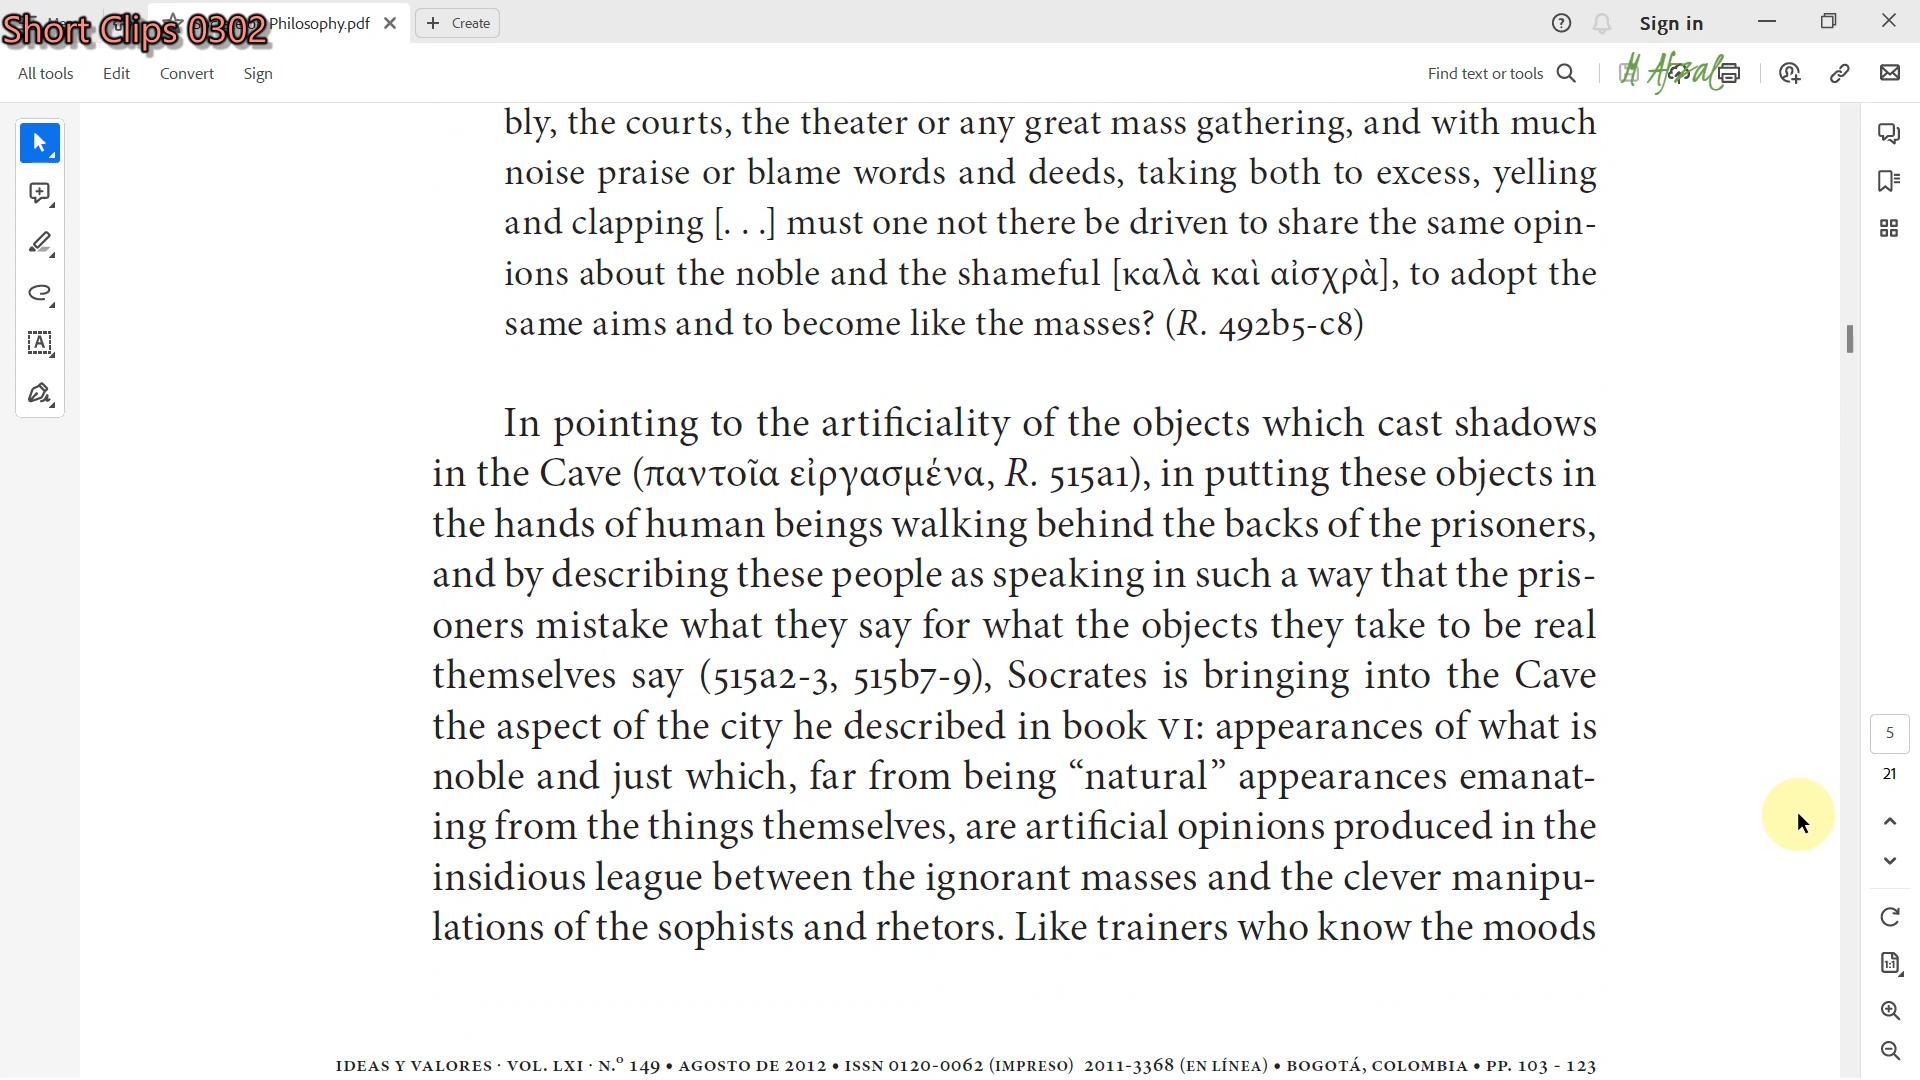 Short Clips 0302
Philosophy.pdf
Create
Sign in
All tools
Edit
Convert
Sign
Find text or tools
M Afzal
bly, the courts, the theater or any great mass gathering, and with much
noise praise or blame words and deeds, taking both to excess, yelling
and clapping [. . .] must one not there be driven to share the same opin-
ions about the noble and the shameful [καλὰ καὶ αἰσχρὰ], to adopt the
same aims and to become like the masses? (R. 492b5-c8)
In pointing to the artificiality of the objects which cast shadows
in the Cave (παντοῖα εἰργασμένα, R. 515a1), in putting these objects in
the hands of human beings walking behind the backs of the prisoners,
and by describing these people as speaking in such a way that the pris-
oners mistake what they say for what the objects they take to be real
themselves say (515a2-3, 515b7-9), Socrates is bringing into the Cave
the aspect of the city he described in book VI: appearances of what is
noble and just which, far from being “natural” appearances emanat-
ing from the things themselves, are artificial opinions produced in the
insidious league between the ignorant masses and the clever manipu-
lations of the sophists and rhetors. Like trainers who know the moods
IDEAS Y VALORES · VOL. LXI · N.º 149 • AGOSTO DE 2012 • ISSN 0120-0062 (IMPRESO) 2011-3368 (EN LÍNEA) • BOGOTÁ, COLOMBIA • PP. 103 - 123
5
21